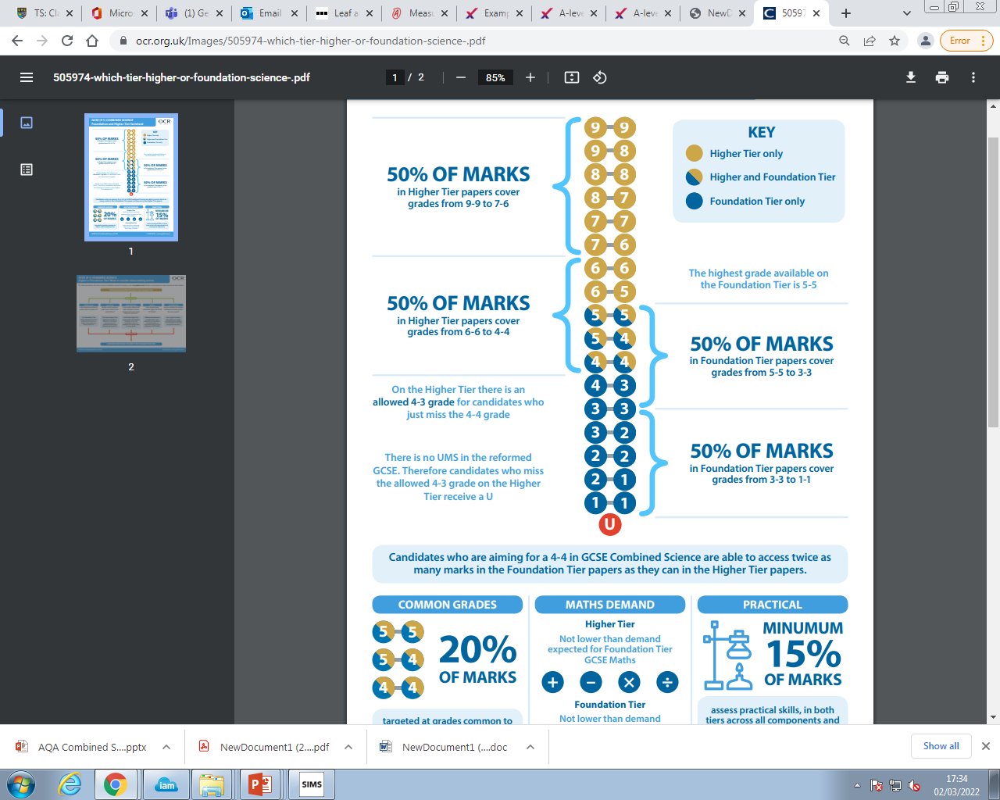 TS: Cl
Micro
(1) Ge
Email
Leaf a
Measu
Examp
A-leve
A-leve
NewD
50597
ocr.org.uk/Images/505974-which-tier-higher-or-foundation-science-.pdf
Error
505974-which-tier-higher-or-foundation-science-.pdf
1 / 2
85%
1
2
50% OF MARKS
in Higher Tier papers cover
grades from 9-9 to 7-6
50% OF MARKS
in Higher Tier papers cover
grades from 6-6 to 4-4
On the Higher Tier there is an
allowed 4-3 grade for candidates who
just miss the 4-4 grade
There is no UMS in the reformed
GCSE. Therefore candidates who miss
the allowed 4-3 grade on the Higher
Tier receive a U
9 9
9 8
8 8
8 7
7 7
7 6
6 6
6 5
5 5
5 4
4 4
4 3
3 3
3 2
2 2
2 1
1 1
U
KEY
Higher Tier only
Higher and Foundation Tier
Foundation Tier only
The highest grade available on
the Foundation Tier is 5-5
50% OF MARKS
in Foundation Tier papers cover
grades from 5-5 to 3-3
50% OF MARKS
in Foundation Tier papers cover
grades from 3-3 to 1-1
Candidates who are aiming for a 4-4 in GCSE Combined Science are able to access twice as
many marks in the Foundation Tier papers as they can in the Higher Tier papers.
COMMON GRADES
5 5
5 4
4 4
20%
OF MARKS
targeted at grades common to
MATHS DEMAND
Higher Tier
Not lower than demand
expected for Foundation Tier
GCSE Maths
+ − × ÷
Foundation Tier
Not lower than demand
PRACTICAL
MINUMUM
15%
OF MARKS
assess practical skills, in both
tiers across all components and
AQA Combined S....pptx
NewDocument1 (2....pdf
NewDocument1 (....doc
Show all
iam
SIMS
17:34
02/03/2022